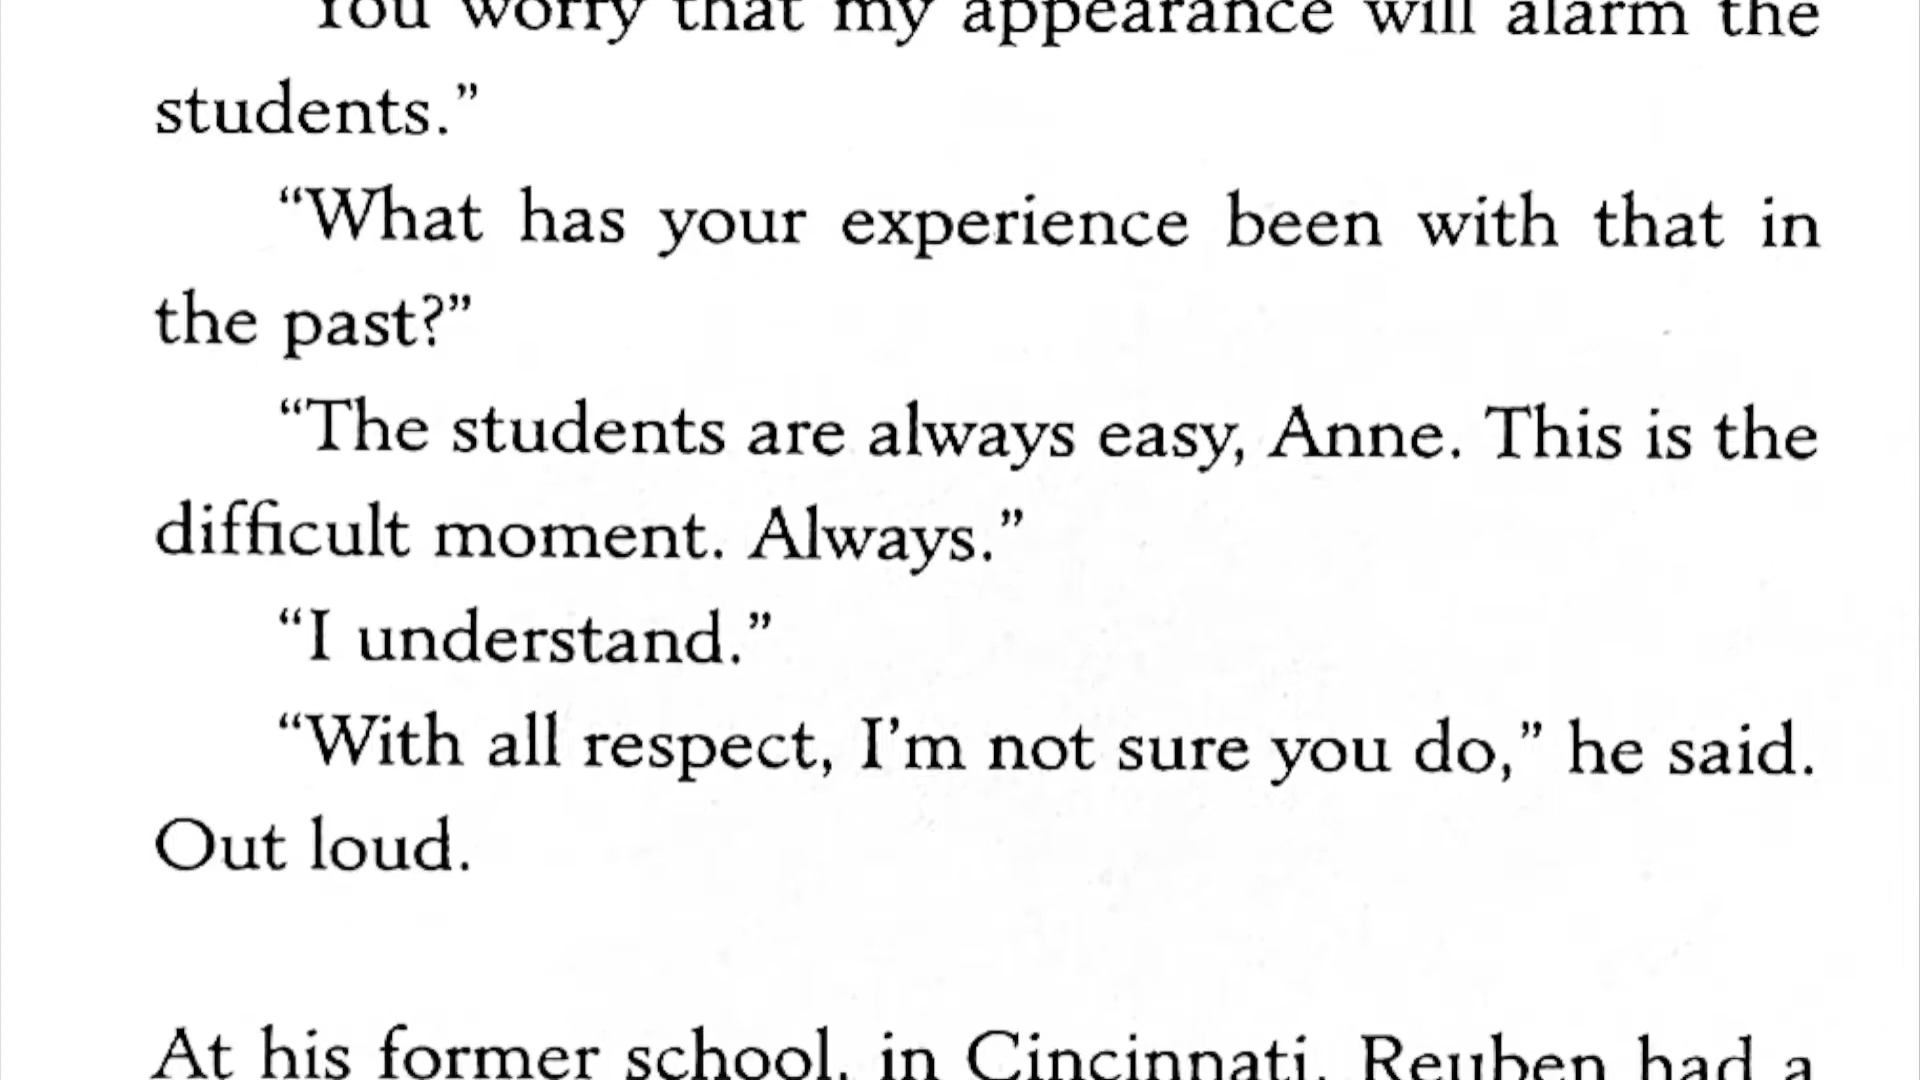 You worry that my appearance will alarm the
students.”
“What has your experience been with that in
the past?”
“The students are always easy, Anne. This is the
difficult moment. Always.”
“I understand.”
“With all respect, I’m not sure you do,” he said.
Out loud.
At his former school, in Cincinnati, Reuben had a